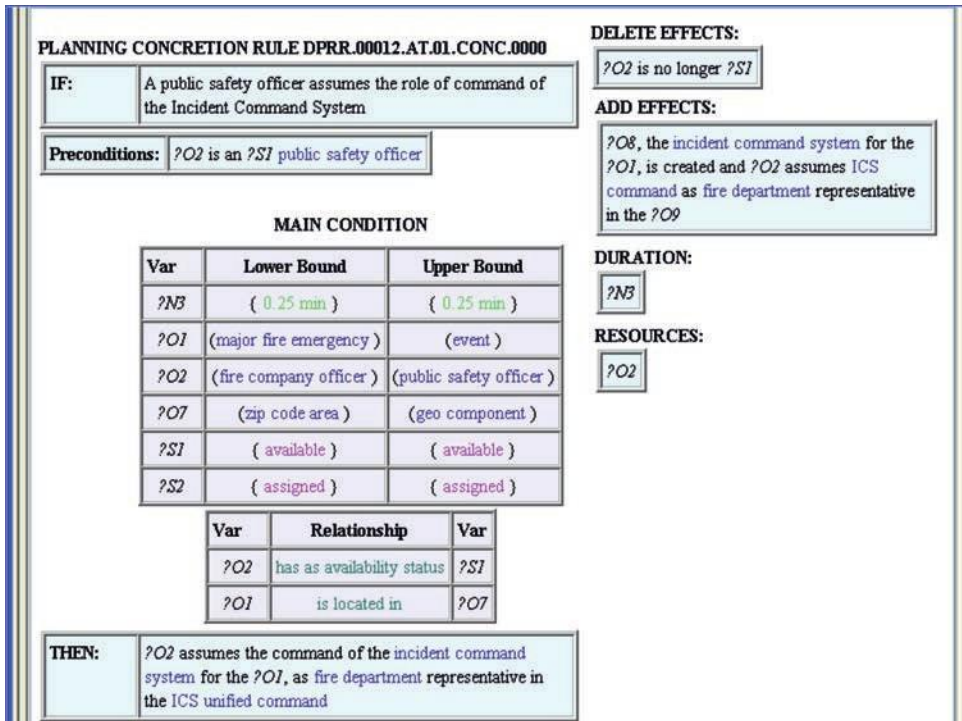 PLANNING CONCRETION RULE DPRR.00012.AT.01.CONC.0000
IF: A public safety officer assumes the role of command of
the Incident Command System
Preconditions: ?O2 is an ?S1 public safety officer
MAIN CONDITION
Var Lower Bound Upper Bound
?N3 { 0.25 min } { 0.25 min }
?O1 (major fire emergency ) (event )
?O2 (fire company officer ) (public safety officer )
?O7 (zip code area ) (geo component )
?S1 { available } { available }
?S2 { assigned } { assigned }
Var Relationship Var
?O2 has as availability status ?S1
?O1 is located in ?O7
THEN: ?O2 assumes the command of the incident command
system for the ?O1, as fire department representative in
the ICS unified command
DELETE EFFECTS:
?O2 is no longer ?S1
ADD EFFECTS:
?O8, the incident command system for the
?O1, is created and ?O2 assumes ICS
command as fire department representative
in the ?O9
DURATION:
?N3
RESOURCES:
?O2